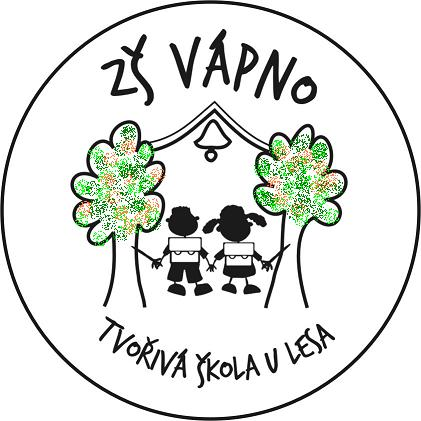 ZŠ VÁPNO
TVOŘIVÁ ŠKOLA U LESA